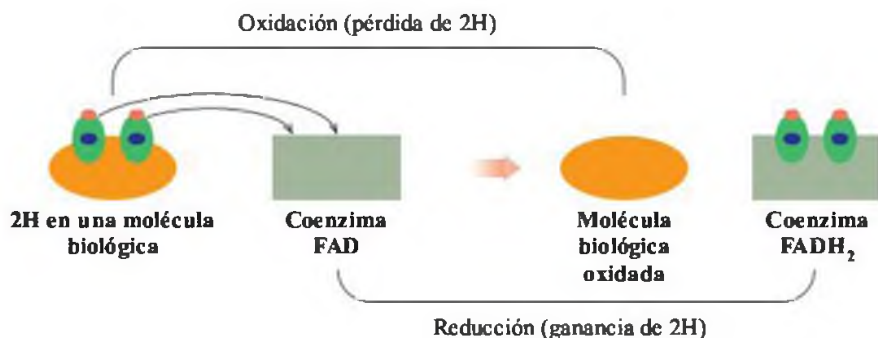 Oxidación (pérdida de 2H)
2H en una molécula
biológica
Coenzima
FAD
Molécula
biológica
oxidada
Coenzima
FADH₂
Reducción (ganancia de 2H)